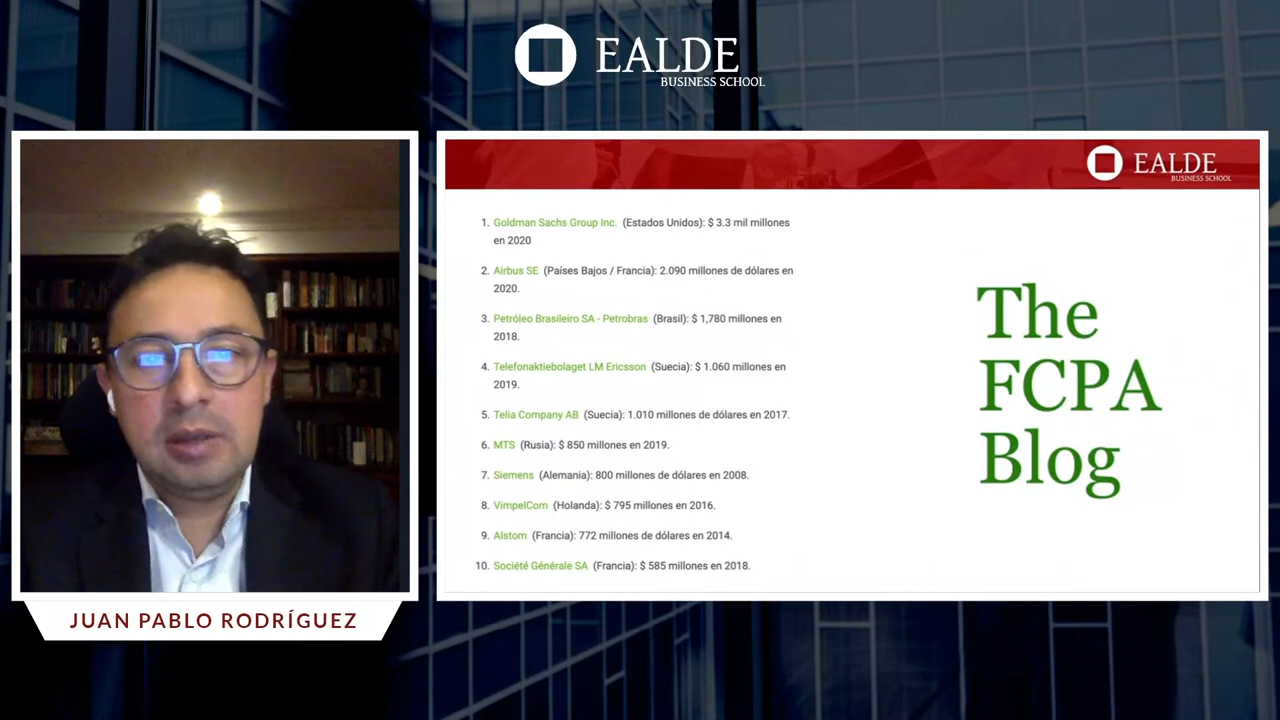 EALDE
BUSINESS SCHOOL
JUAN PABLO RODRÍGUEZ
EALDE
BUSINESS SCHOOL
1. Goldman Sachs Group Inc. (Estados Unidos): $ 3.3 mil millones
en 2020
2. Airbus SE (Países Bajos / Francia): 2.090 millones de dólares en
2020.
3. Petróleo Brasileiro SA - Petrobras (Brasil): $ 1,780 millones en
2018.
4. Telefonaktiebolaget LM Ericsson (Suecia): $ 1.060 millones en
2019.
5. Telia Company AB (Suecia): 1.010 millones de dólares en 2017.
6. MTS (Rusia): $ 850 millones en 2019.
7. Siemens (Alemania): 800 millones de dólares en 2008.
8. VimpelCom (Holanda): $ 795 millones en 2016.
9. Alstom (Francia): 772 millones de dólares en 2014.
10. Société Générale SA (Francia): $ 585 millones en 2018.
The
FCPA
Blog